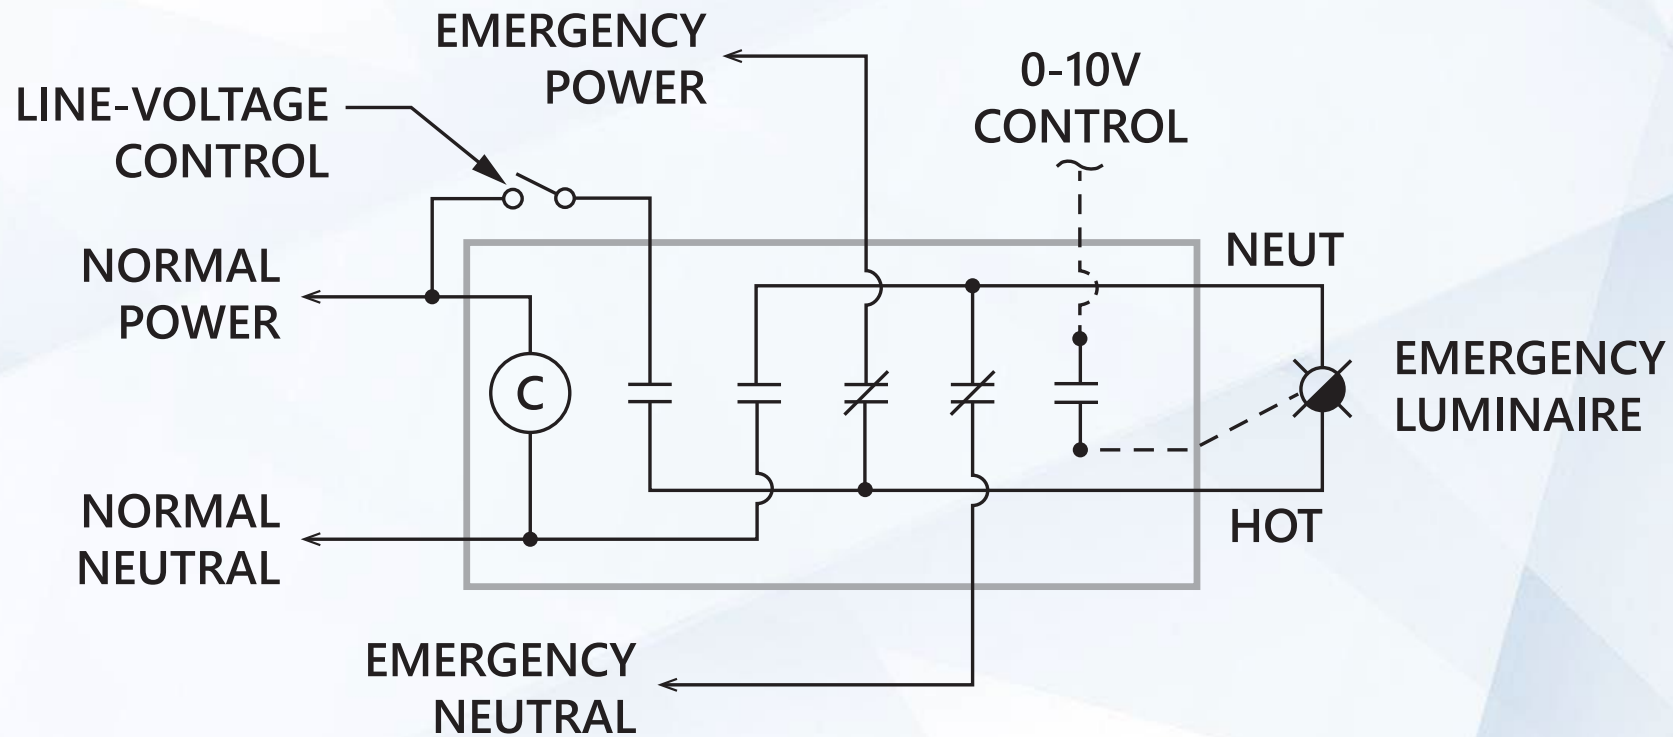 EMERGENCY
POWER
0-10V
CONTROL
LINE-VOLTAGE
CONTROL
NORMAL
POWER
NEUT
C
EMERGENCY
LUMINAIRE
NORMAL
NEUTRAL
HOT
EMERGENCY
NEUTRAL